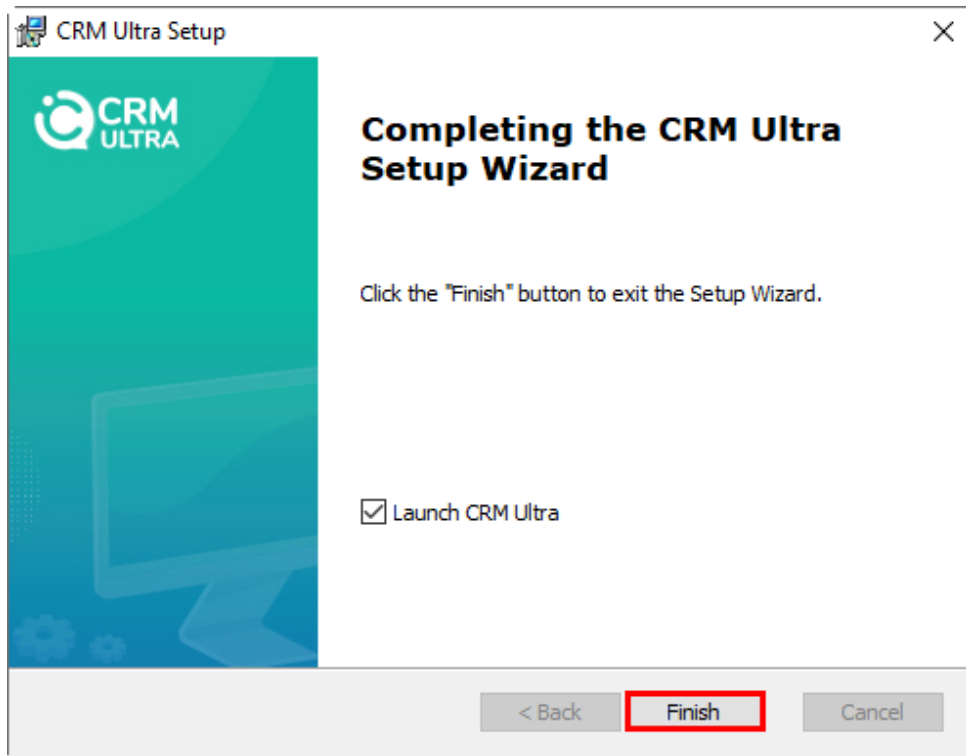 CRM Ultra Setup
CRM
ULTRA
Completing the CRM Ultra
Setup Wizard
Click the "Finish" button to exit the Setup Wizard.
Launch CRM Ultra
< Back
Finish
Cancel